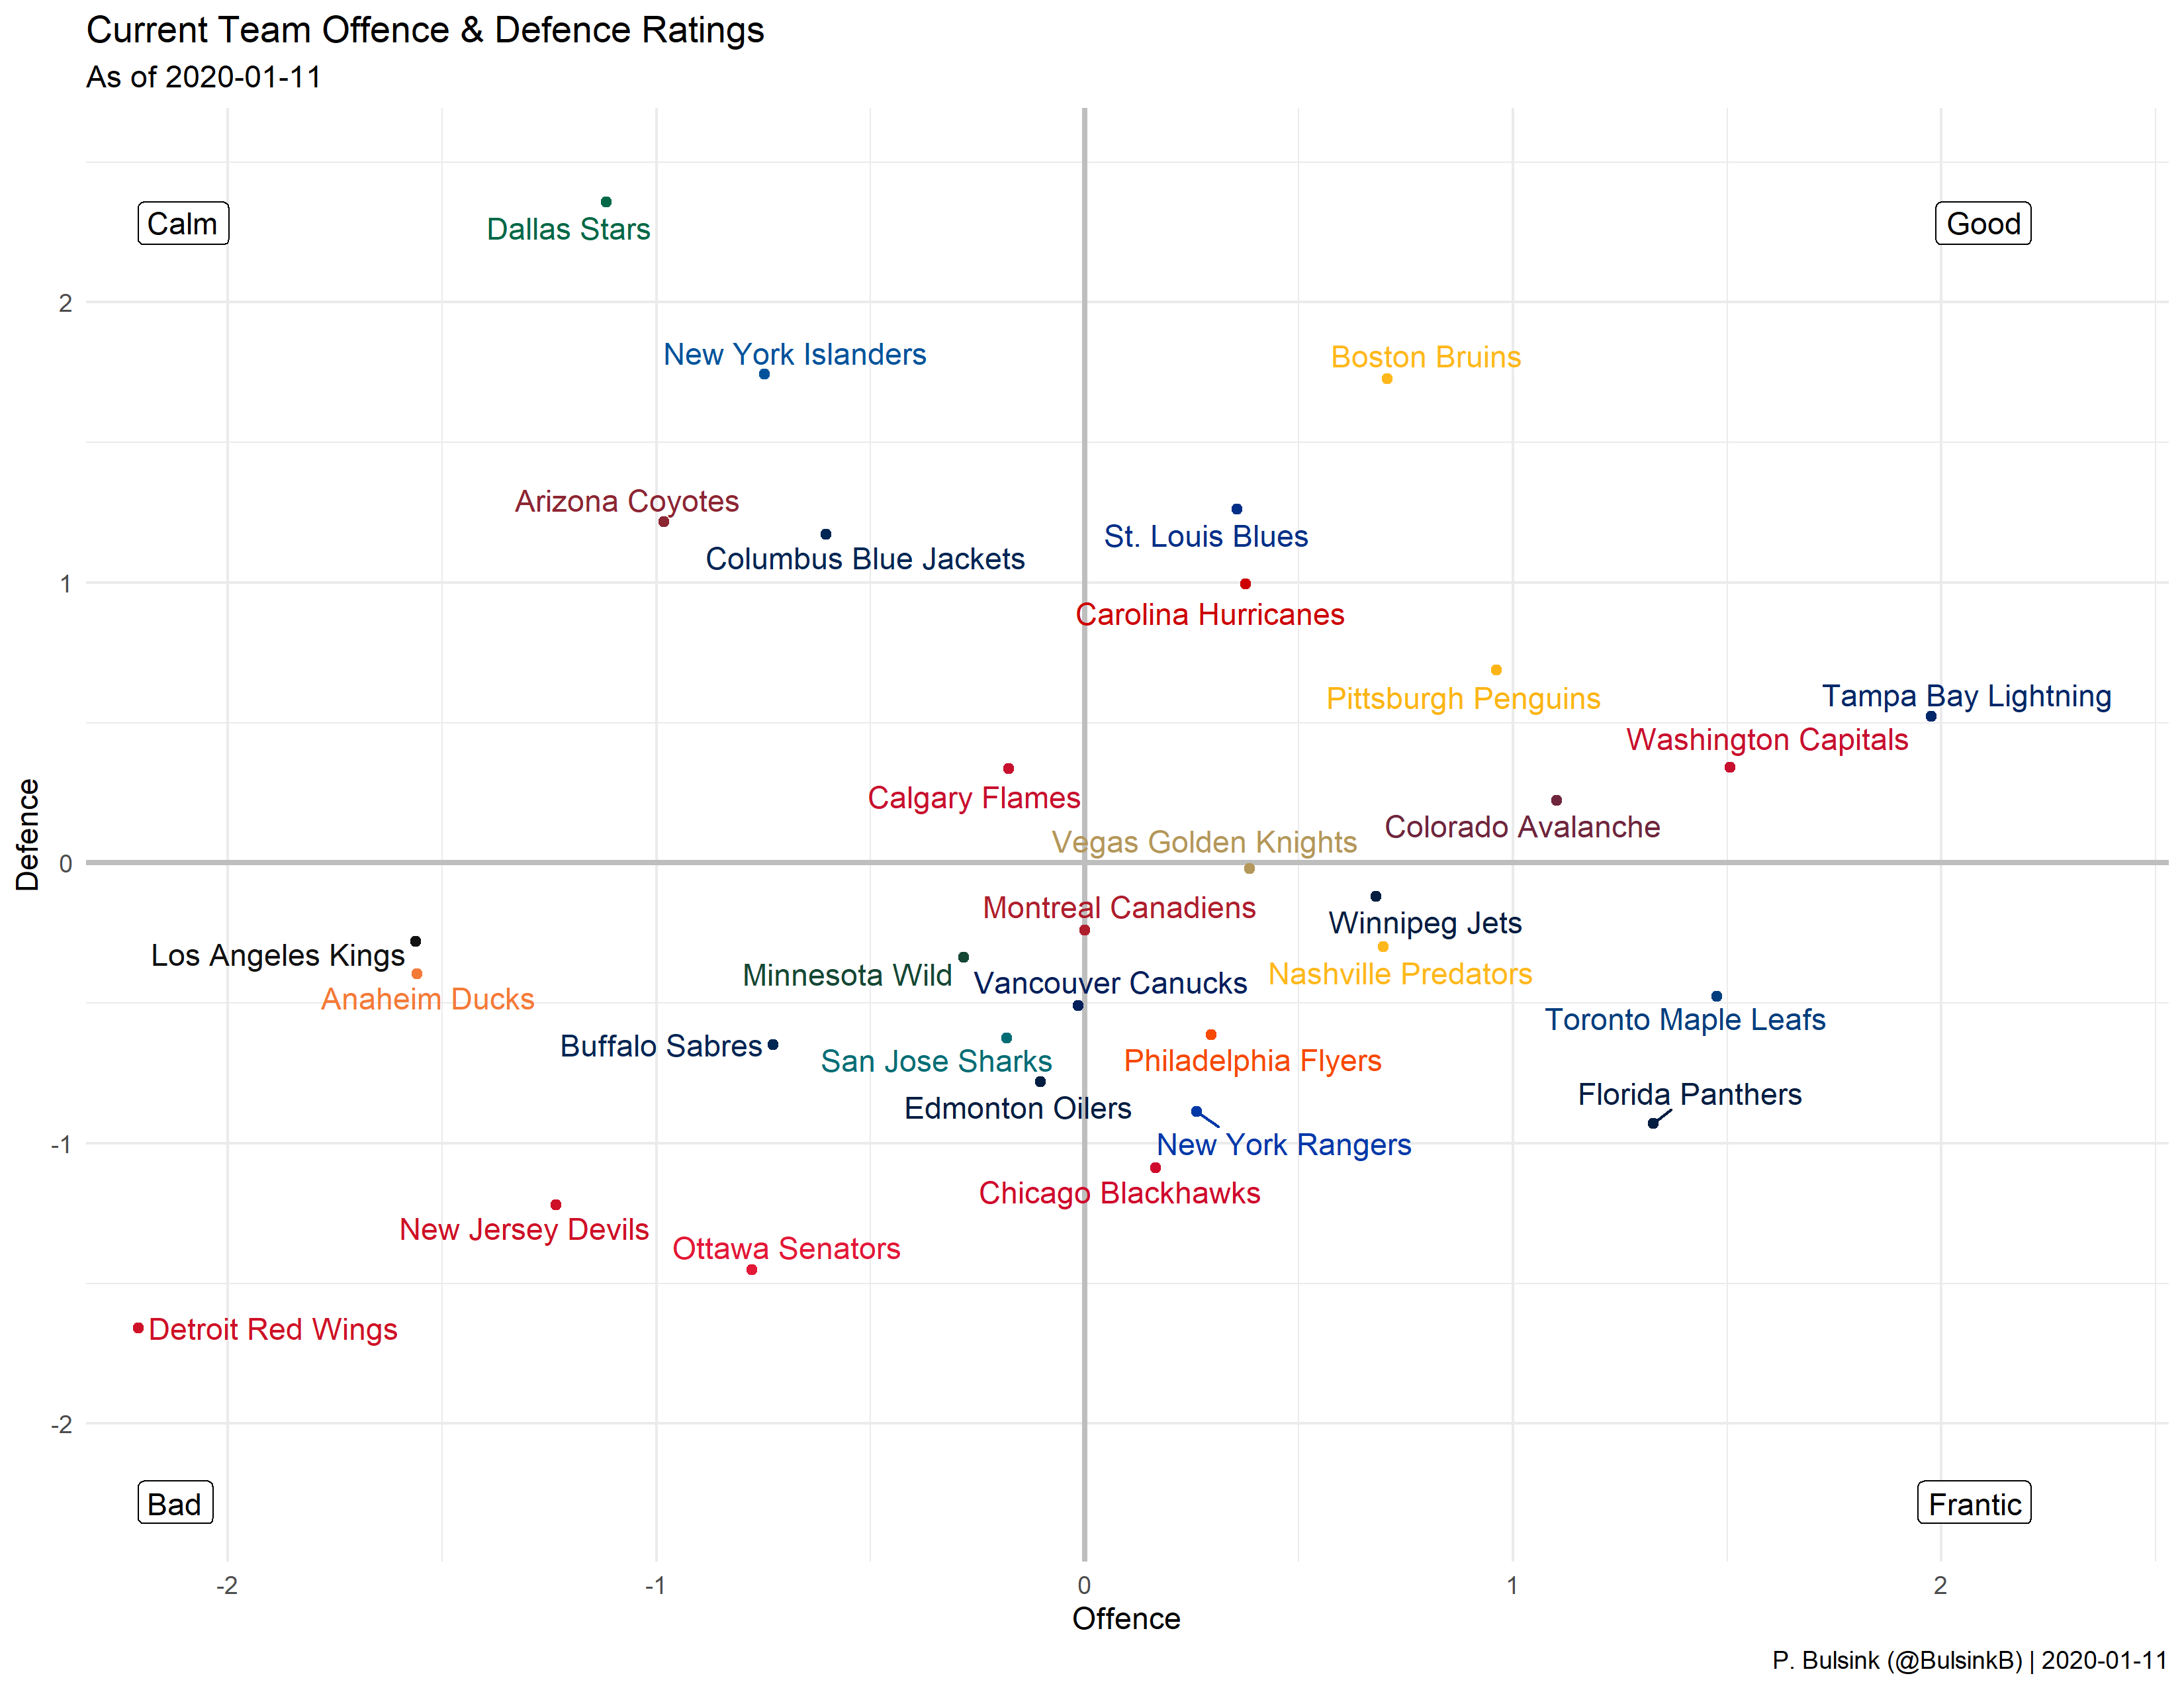 Current Team Offence & Defence Ratings
As of 2020-01-11
Calm
Good
Dallas Stars
2
New York Islanders
Boston Bruins
Arizona Coyotes
St. Louis Blues
Columbus Blue Jackets
1
Carolina Hurricanes
Pittsburgh Penguins
Tampa Bay Lightning
Washington Capitals
Calgary Flames
Colorado Avalanche
Vegas Golden Knights
Defence
0
Montreal Canadiens
Winnipeg Jets
Los Angeles Kings
Minnesota Wild
Nashville Predators
Vancouver Canucks
Anaheim Ducks
Toronto Maple Leafs
Buffalo Sabres
San Jose Sharks
Philadelphia Flyers
Florida Panthers
Edmonton Oilers
-1
New York Rangers
Chicago Blackhawks
New Jersey Devils
Ottawa Senators
Detroit Red Wings
-2
Bad
Frantic
-2
-1
0
1
2
Offence
P. Bulsink (@BulsinkB) | 2020-01-11